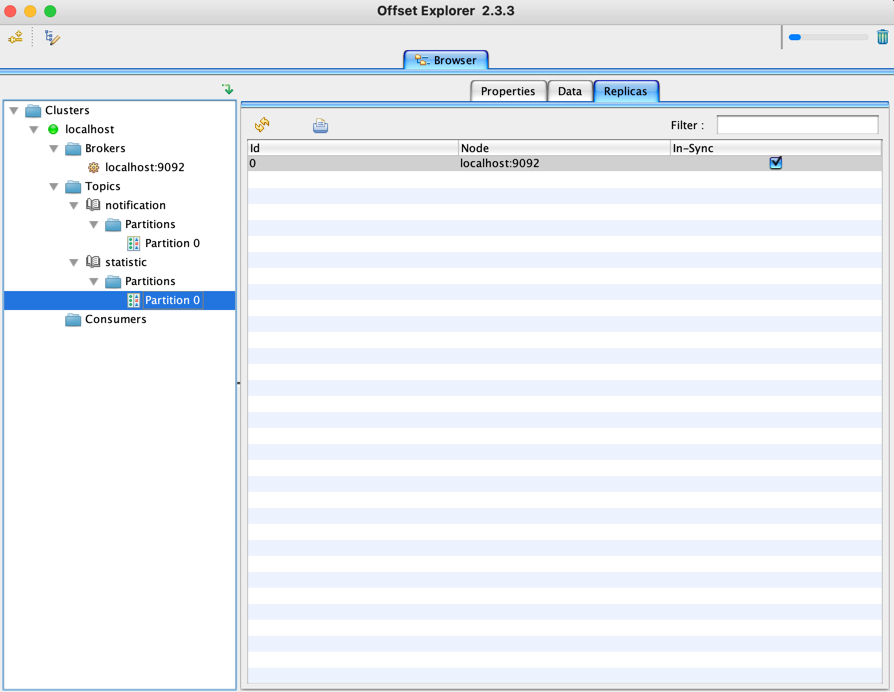 Offset Explorer 2.3.3
Browser
Properties Data Replicas
Clusters
localhost
Brokers
localhost:9092
Topics
notification
Partitions
Partition 0
statistic
Partitions
Partition 0
Consumers
Filter :
Id Node In-Sync
0 localhost:9092